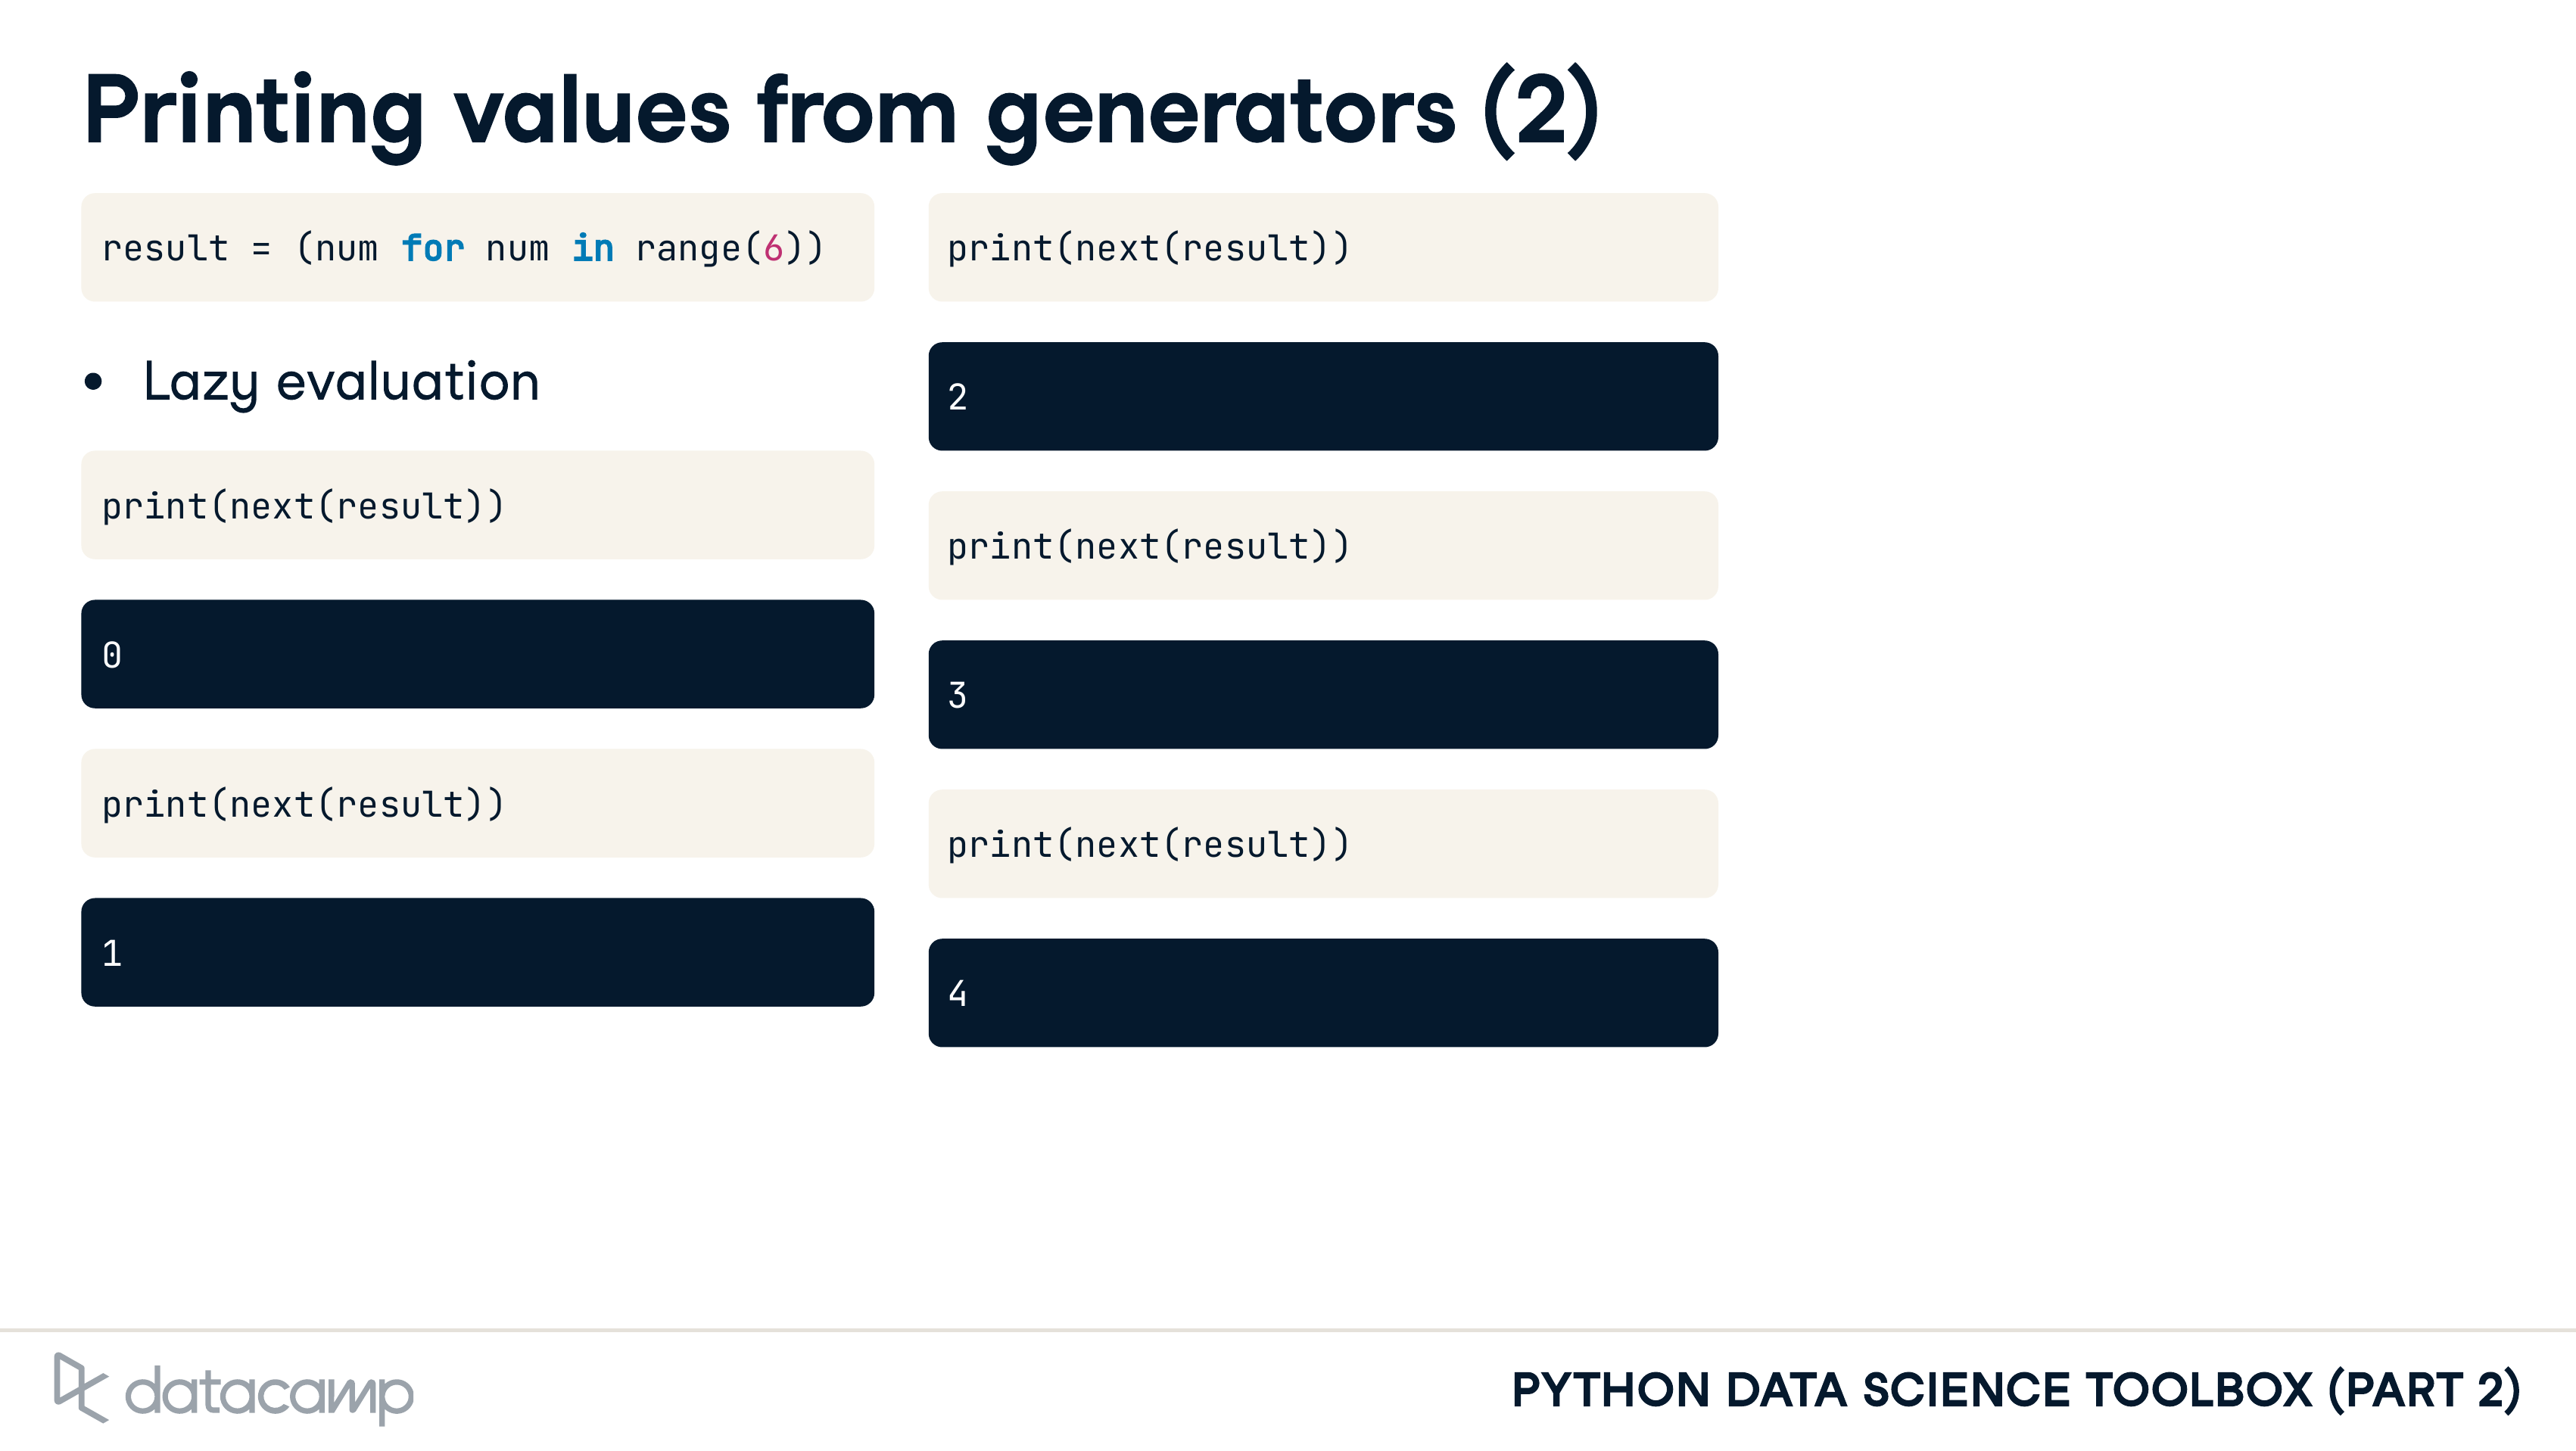 Printing values from generators (2)
result = (num for num in range(6))
• Lazy evaluation
print(next(result))
0
print(next(result))
1
print(next(result))
2
print(next(result))
3
print(next(result))
4
datacamp
PYTHON DATA SCIENCE TOOLBOX (PART 2)